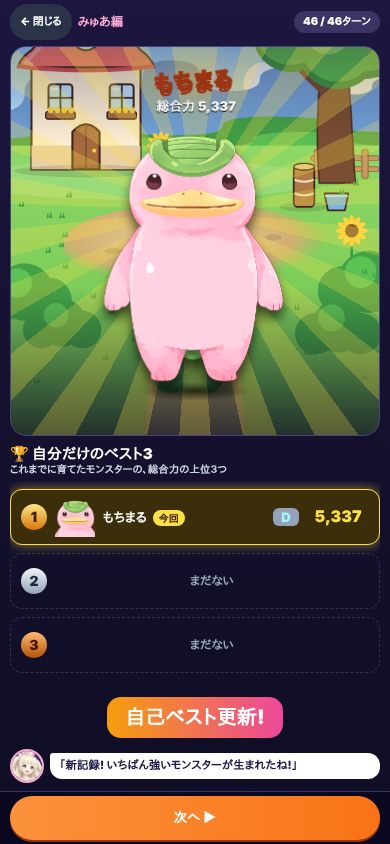 ← 閉じる
みゅあ編
46 / 46ターン
もちまる
総合力 5,337
🏆 自分だけのベスト3
これまでに育てたモンスターの、総合力の上位3つ
1 もちまる 今回 D 5,337
2 まだない
3 まだない
自己ベスト更新!
「新記録! いちばん強いモンスターが生まれたね!」
次へ ▶